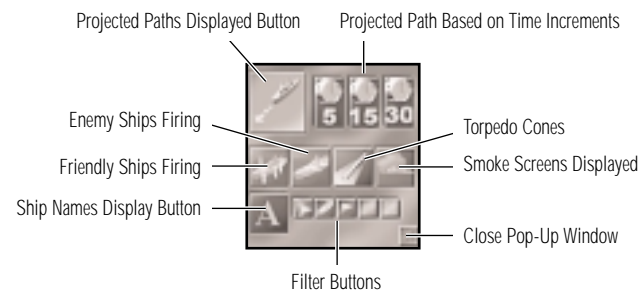 Projected Paths Displayed Button
Projected Path Based on Time Increments
5 15 30
Enemy Ships Firing
Torpedo Cones
Friendly Ships Firing
Smoke Screens Displayed
Ship Names Display Button
A
Close Pop-Up Window
Filter Buttons